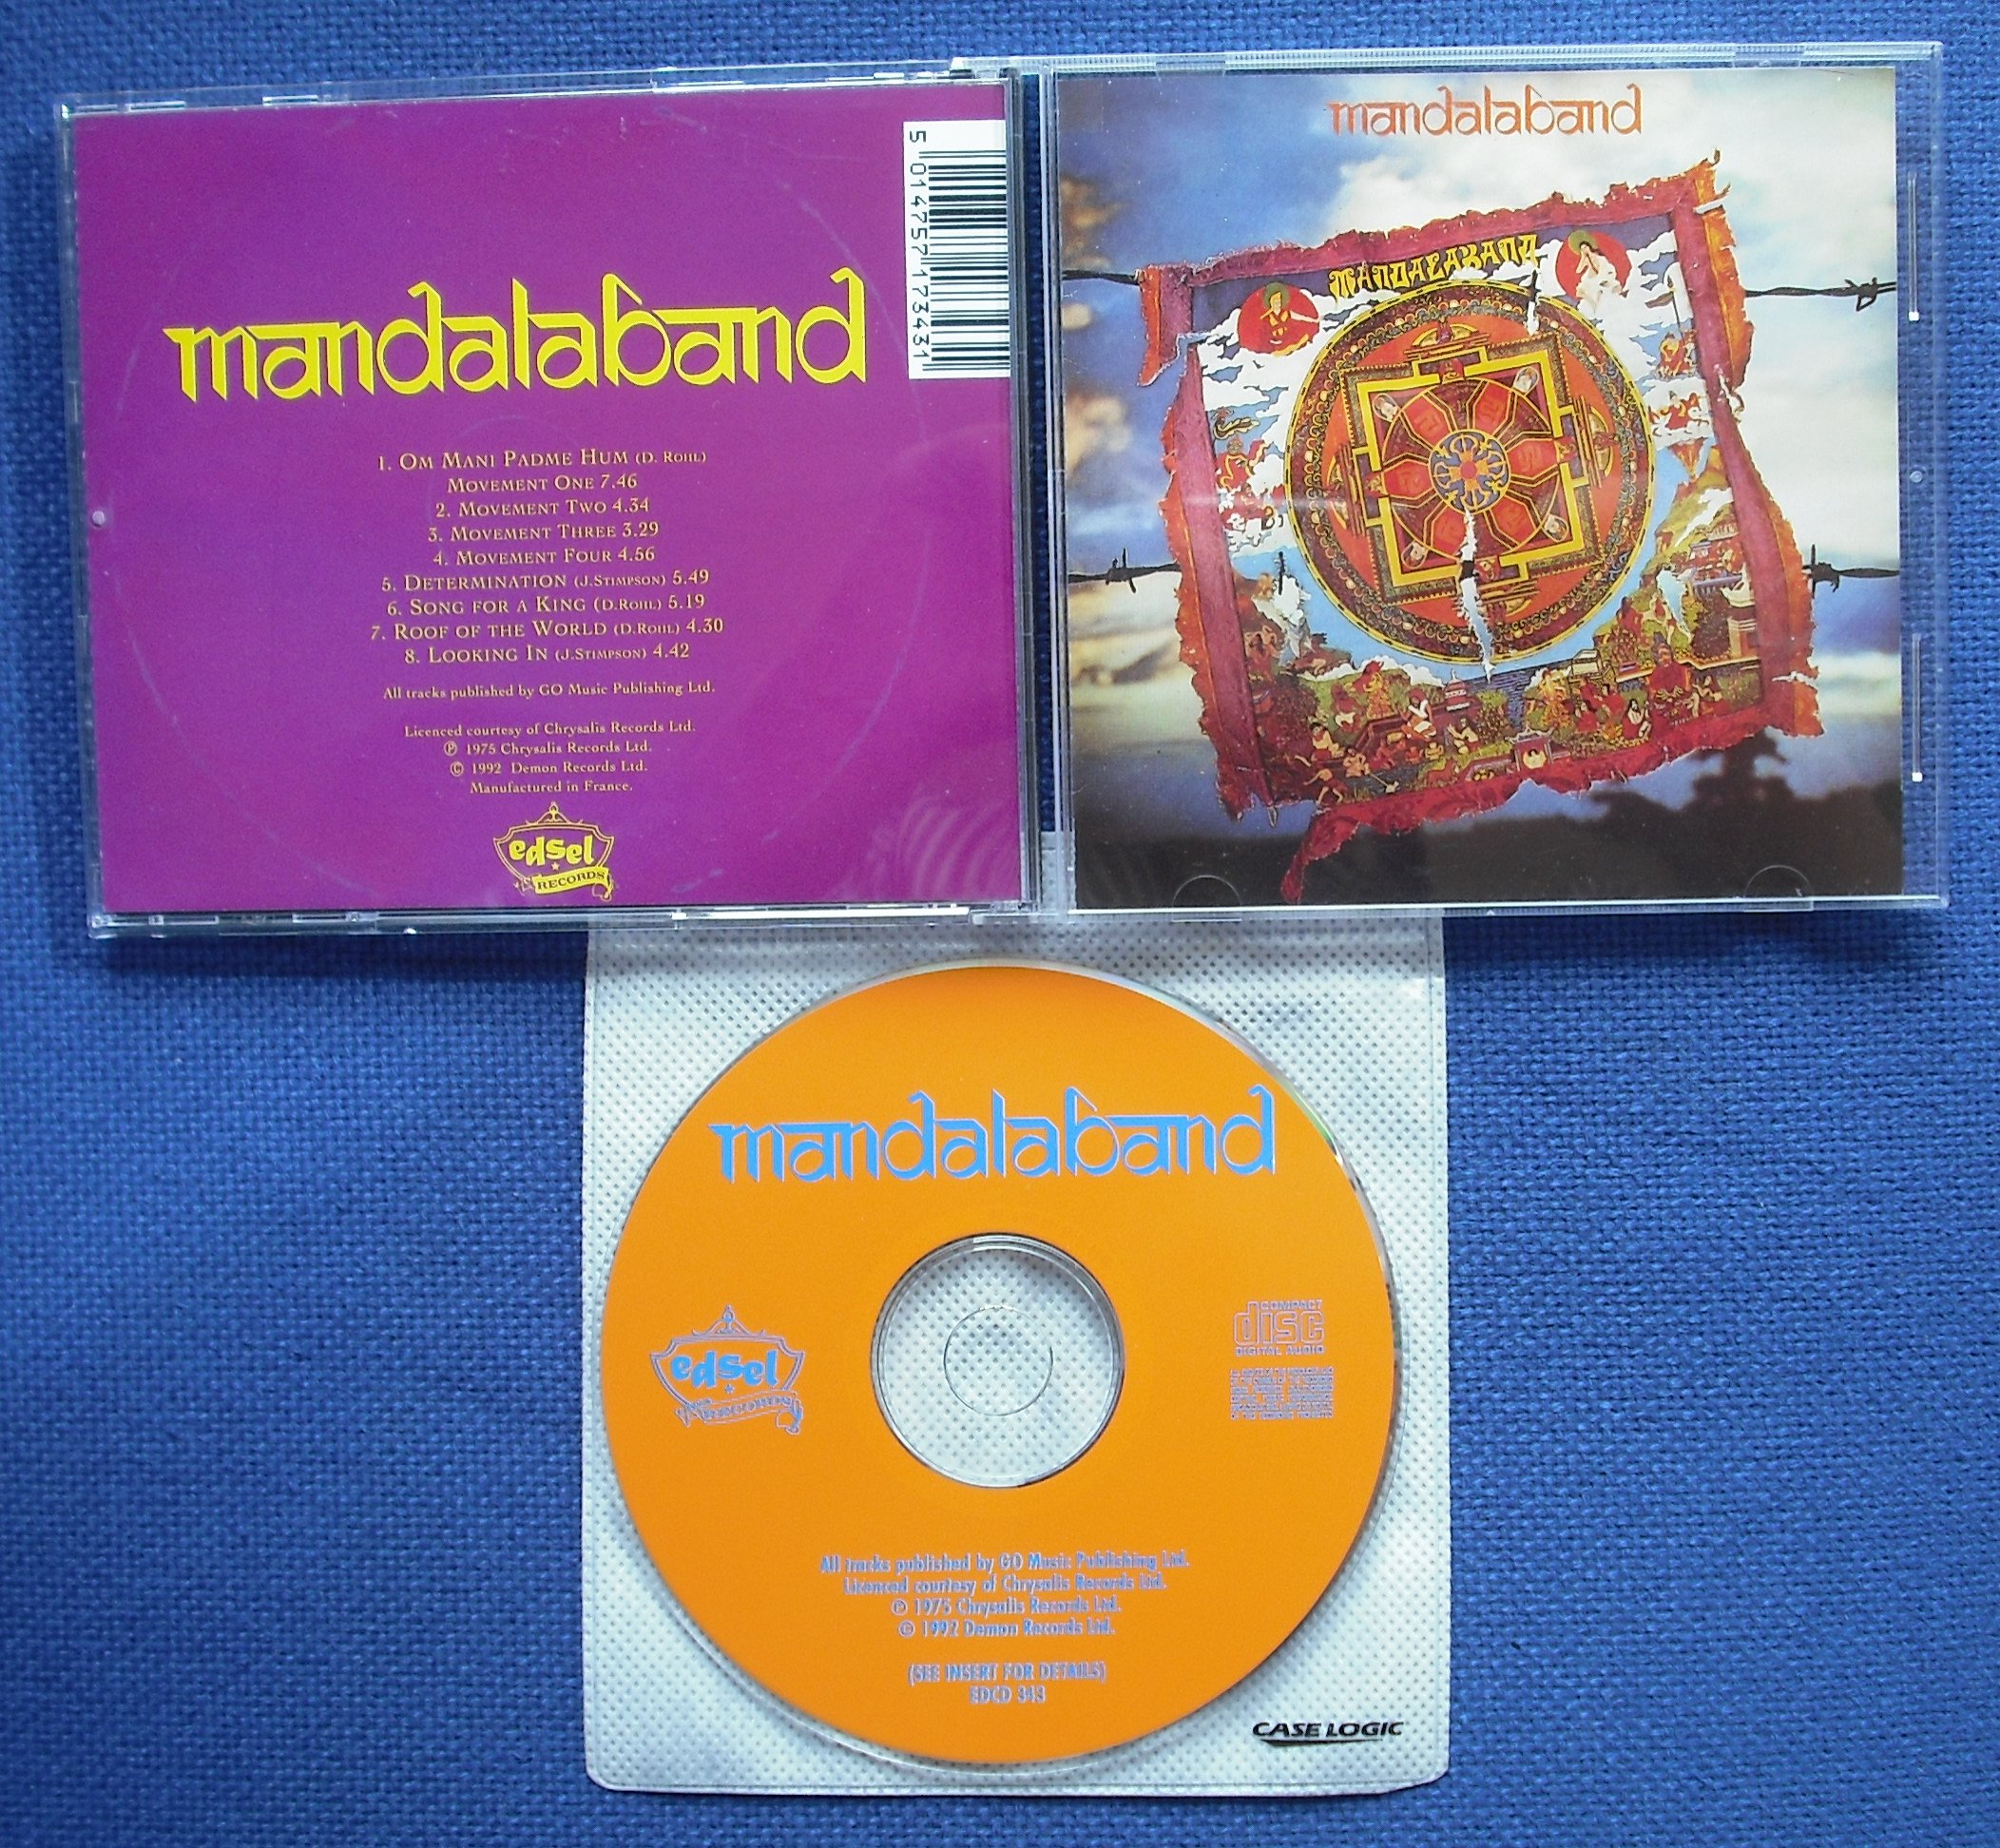 mandalaband
1. OM MANI PADME HUM (D. ROHL)
MOVEMENT ONE 7.46
2. MOVEMENT TWO 4.34
3. MOVEMENT THREE 3.29
4. MOVEMENT FOUR 4.56
5. DETERMINATION (J.STIMPSON) 5.49
6. SONG FOR A KING (D.ROHL) 5.19
7. ROOF OF THE WORLD (D.ROHL) 4.30
8. LOOKING IN (J.STIMPSON) 4.42
All tracks published by GO Music Publishing Ltd.
Licenced courtesy of Chrysalis Records Ltd.
℗ 1975 Chrysalis Records Ltd.
© 1992 Demon Records Ltd.
Manufactured in France.
edsel
RECORDS
5 014757 173431
mandalaband
MANDALABAND
mandalaband
edsel
RECORDS
COMPACT
disc
DIGITAL AUDIO
All tracks published by GO Music Publishing Ltd.
Licenced courtesy of Chrysalis Records Ltd.
℗ 1975 Chrysalis Records Ltd.
© 1992 Demon Records Ltd.
(SEE INSERT FOR DETAILS)
EDCD 343
CASE LOGIC